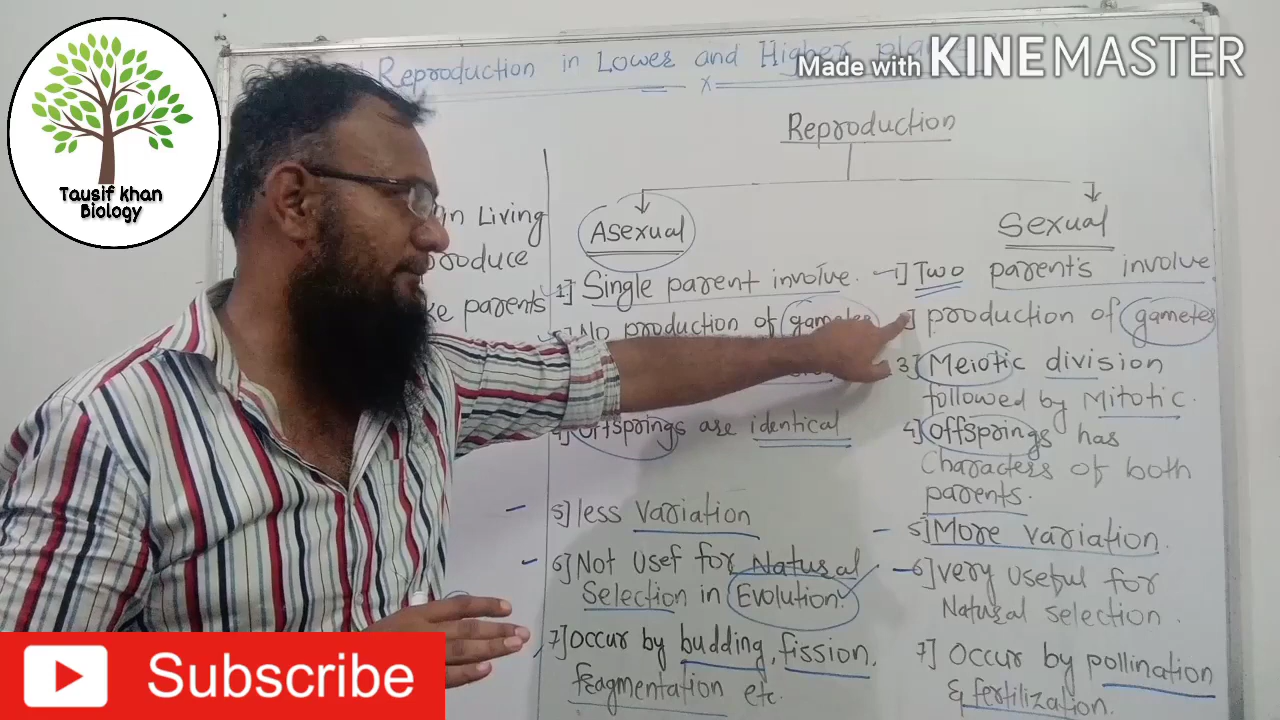 Reproduction in Lower and Higher
Made with KINEMASTER
Tausif khan
Biology
Reproduction
in Living
produce
parents
Asexual
1] Single parent involve.
No production of gametes
4] Offsprings are identical
5] less variation
6] Not usef for Natural
Selection in Evolution.
7] Occur by budding, fission,
fragmentation etc.
Sexual
1] Two parent's involve
] production of gametes
3] Meiotic division
followed by Mitotic.
4] Offsprings has
Characters of both
parents.
5] More variation.
6] very useful for
Natural selection.
7] Occur by pollination
& fertilization.
Subscribe